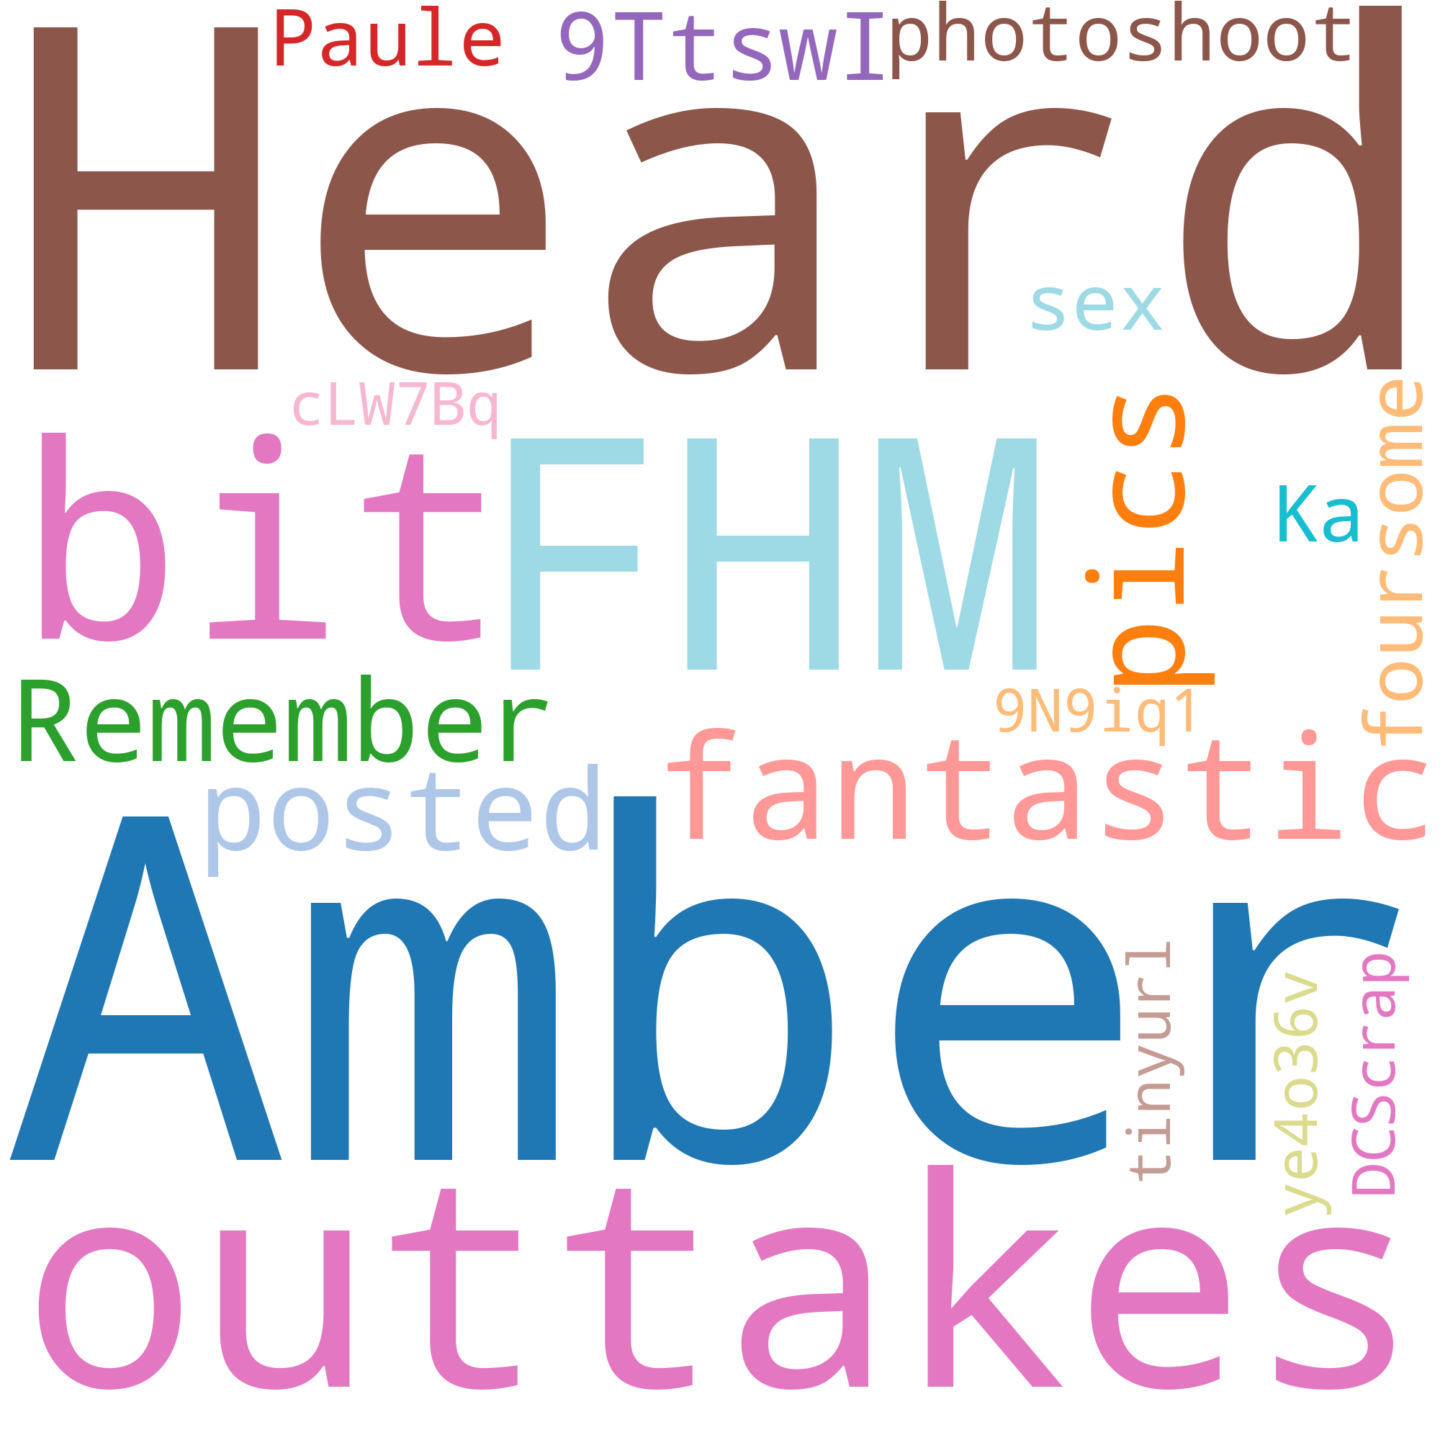 Paule
9TtswI
photoshoot
Heard
sex
cLW7Bq
bit
FHM
pics
Ka
foursome
Remember
9N9iq1
fantastic
posted
Amber
tinyurl
ye4o36v
DCScrap
outtakes